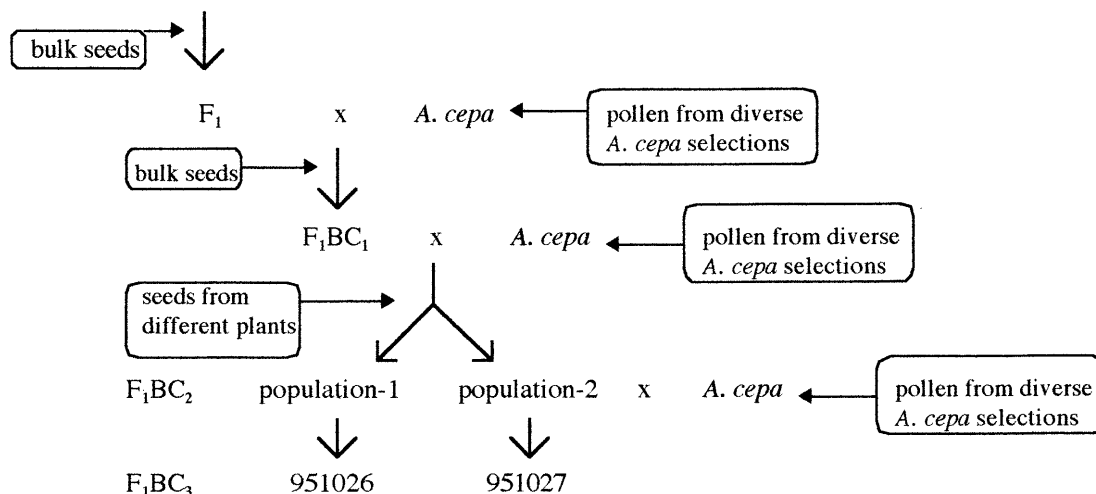 bulk seeds
F₁ x A. cepa
pollen from diverse
A. cepa selections
bulk seeds
F₁BC₁ x A. cepa
pollen from diverse
A. cepa selections
seeds from
different plants
F₁BC₂ population-1 population-2 x A. cepa
pollen from diverse
A. cepa selections
F₁BC₃ 951026 951027